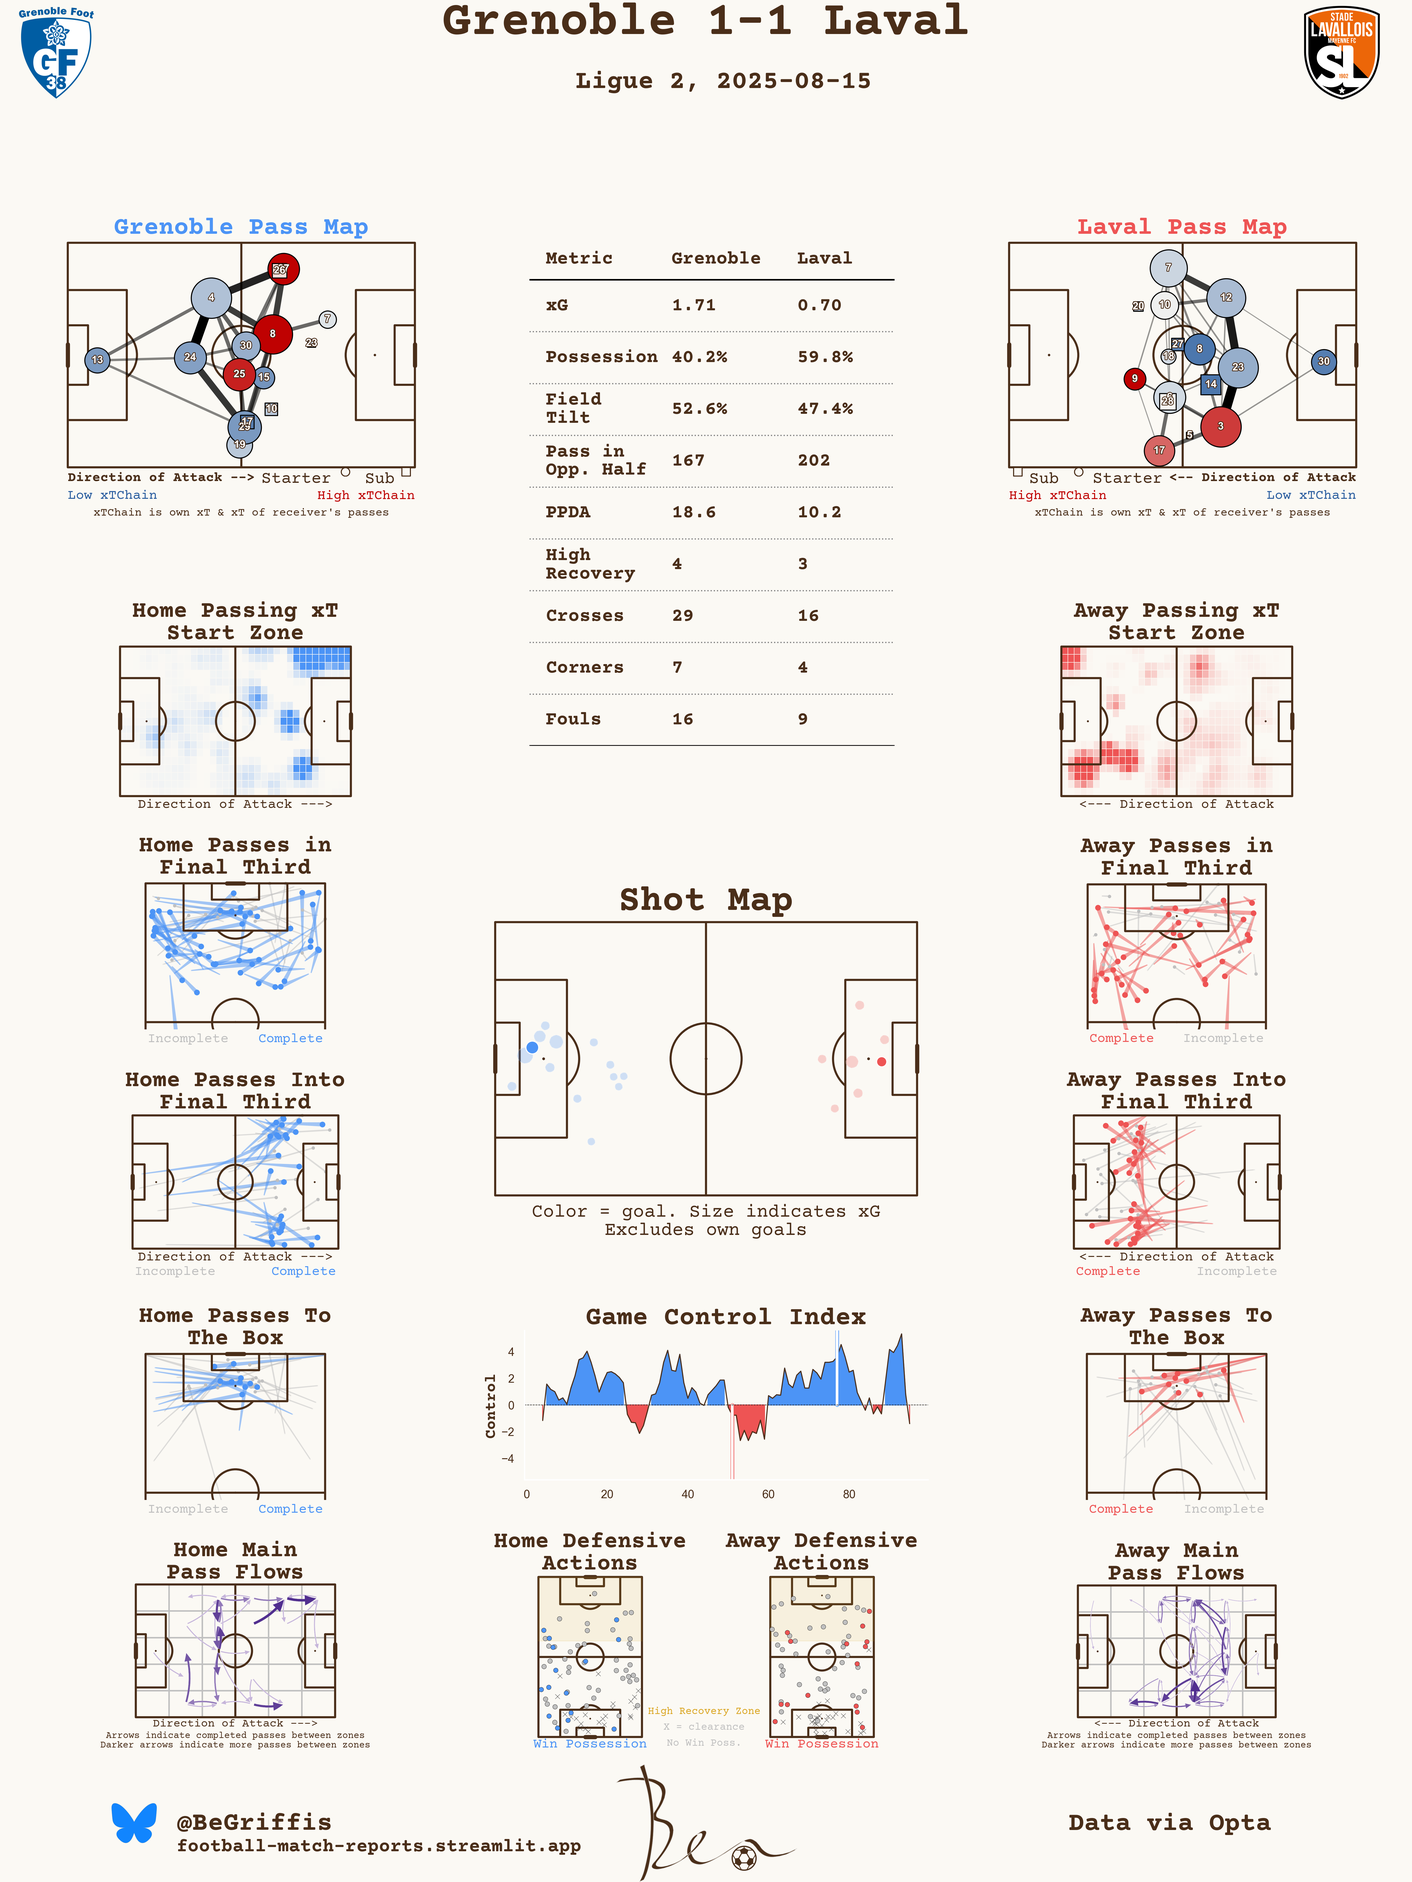 Grenoble Foot
GF
38
Grenoble 1-1 Laval
Ligue 2, 2025-08-15
STADE
LAVALLOIS
MAYENNE FC
SL
1902
Grenoble Pass Map
26
4
7
8
23
30
24
13
25
15
10
17
29
19
Direction of Attack --> Starter Sub
Low xTChain High xTChain
xTChain is own xT & xT of receiver's passes
Metric Grenoble Laval
xG 1.71 0.70
Possession 40.2% 59.8%
Field
Tilt 52.6% 47.4%
Pass in
Opp. Half 167 202
PPDA 18.6 10.2
High
Recovery 4 3
Crosses 29 16
Corners 7 4
Fouls 16 9
Laval Pass Map
7
12
20
10
27
8
18
30
23
9
14
28
3
5
17
Sub Starter <-- Direction of Attack
High xTChain Low xTChain
xTChain is own xT & xT of receiver's passes
Home Passing xT
Start Zone
Direction of Attack --->
Away Passing xT
Start Zone
<--- Direction of Attack
Home Passes in
Final Third
Incomplete Complete
Away Passes in
Final Third
Complete Incomplete
Shot Map
Color = goal. Size indicates xG
Excludes own goals
Home Passes Into
Final Third
Direction of Attack --->
Incomplete Complete
Away Passes Into
Final Third
<--- Direction of Attack
Complete Incomplete
Home Passes To
The Box
Incomplete Complete
Game Control Index
Control
4
2
0
−2
−4
0 20 40 60 80
Away Passes To
The Box
Complete Incomplete
Home Main
Pass Flows
Direction of Attack --->
Arrows indicate completed passes between zones
Darker arrows indicate more passes between zones
Home Defensive
Actions
Win Possession
High Recovery Zone
X = clearance
No Win Poss.
Away Defensive
Actions
Win Possession
Away Main
Pass Flows
<--- Direction of Attack
Arrows indicate completed passes between zones
Darker arrows indicate more passes between zones
@BeGriffis
football-match-reports.streamlit.app
Ben
Data via Opta